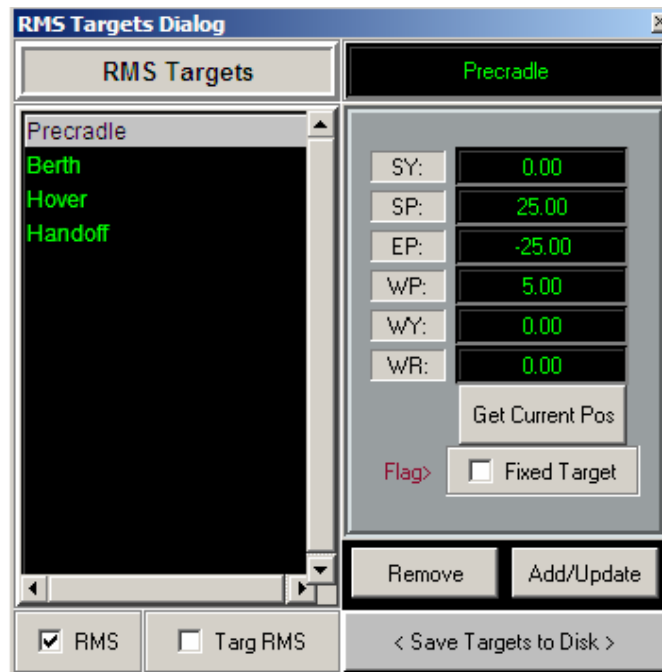 RMS Targets Dialog
RMS Targets
Precradle
Precradle
Berth
Hover
Handoff
SY: 0.00
SP: 25.00
EP: -25.00
WP: 5.00
WY: 0.00
WR: 0.00
Get Current Pos
Flag> Fixed Target
Remove Add/Update
RMS Targ RMS < Save Targets to Disk >